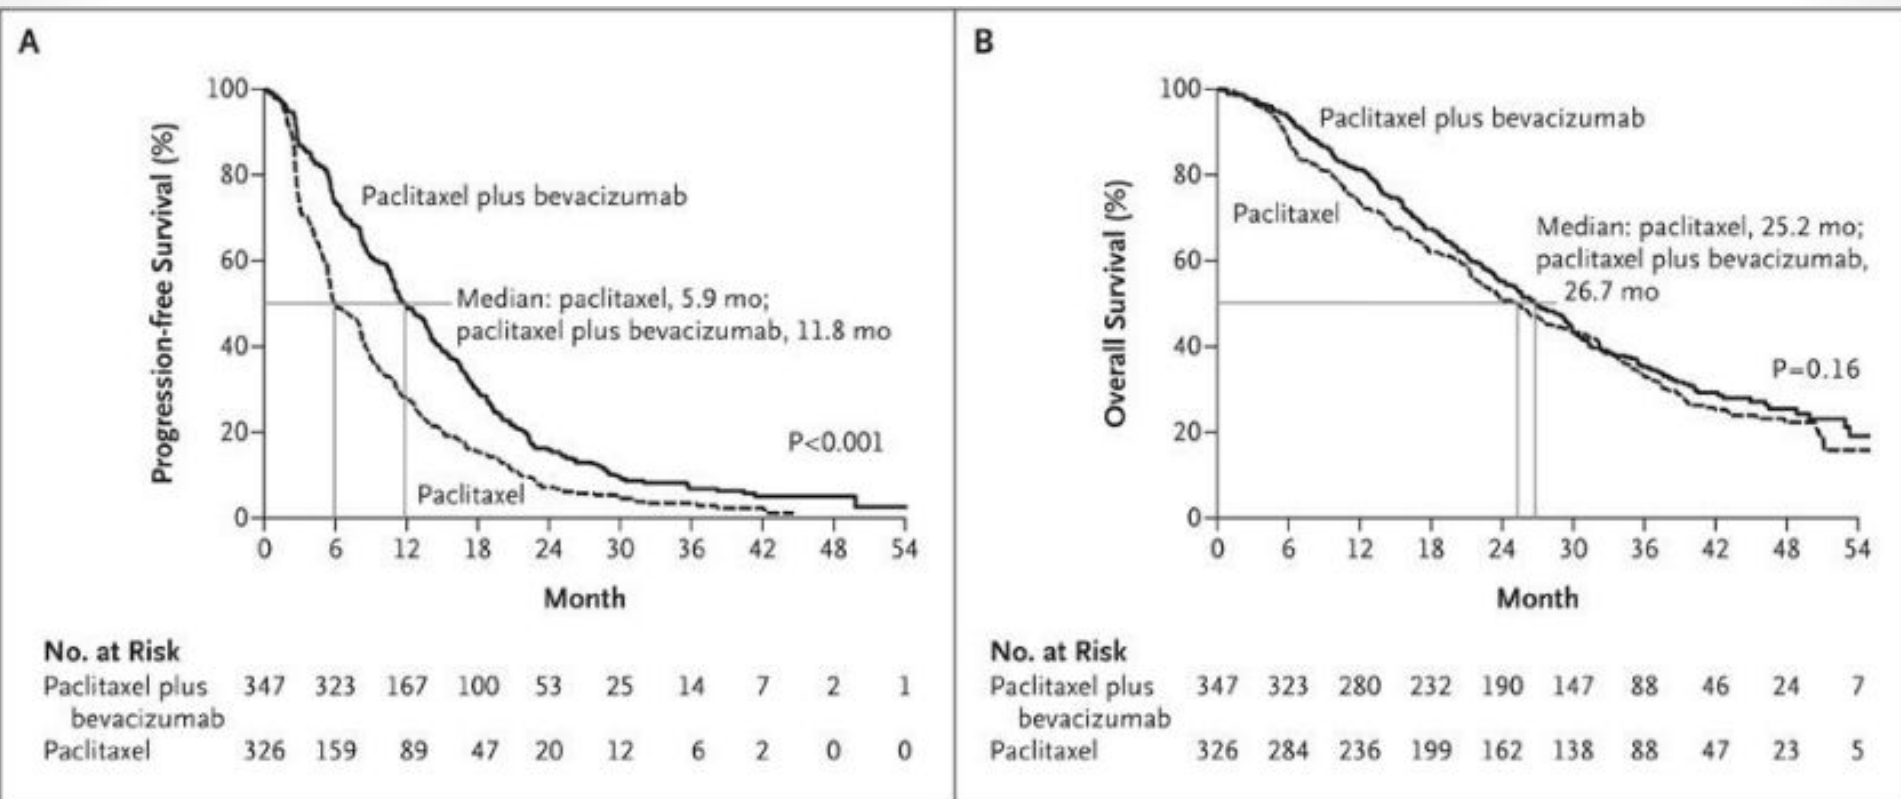 A
Progression-free Survival (%)
100
80
60
40
20
0
Paclitaxel plus bevacizumab
Median: paclitaxel, 5.9 mo;
paclitaxel plus bevacizumab, 11.8 mo
P<0.001
Paclitaxel
0 6 12 18 24 30 36 42 48 54
Month
No. at Risk
Paclitaxel plus 347 323 167 100 53 25 14 7 2 1
bevacizumab
Paclitaxel 326 159 89 47 20 12 6 2 0 0
B
Overall Survival (%)
100
80
60
40
20
0
Paclitaxel plus bevacizumab
Paclitaxel
Median: paclitaxel, 25.2 mo;
paclitaxel plus bevacizumab,
26.7 mo
P=0.16
0 6 12 18 24 30 36 42 48 54
Month
No. at Risk
Paclitaxel plus 347 323 280 232 190 147 88 46 24 7
bevacizumab
Paclitaxel 326 284 236 199 162 138 88 47 23 5